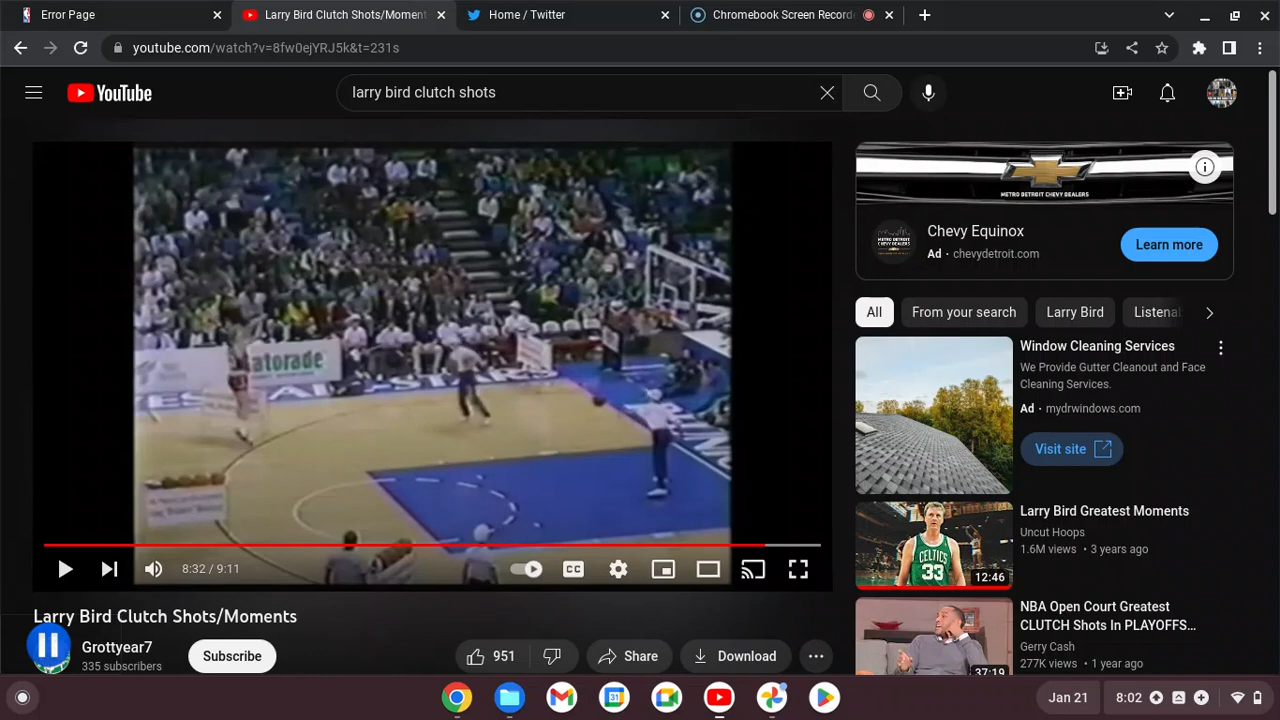 Error Page
Larry Bird Clutch Shots/Moment
Home / Twitter
Chromebook Screen Record
youtube.com/watch?v=8fw0ejYRJ5k&t=231s
YouTube
larry bird clutch shots
METRO DETROIT CHEVY DEALERS
Chevy Equinox
Ad · chevydetroit.com
Learn more
All
From your search
Larry Bird
Listena
atorade
8:32 / 9:11
CC
Window Cleaning Services
We Provide Gutter Cleanout and Face
Cleaning Services.
Ad · mydrwindows.com
Visit site
CELTICS
33
12:46
Larry Bird Greatest Moments
Uncut Hoops
1.6M views • 3 years ago
37:19
NBA Open Court Greatest
CLUTCH Shots In PLAYOFFS…
Gerry Cash
277K views • 1 year ago
Larry Bird Clutch Shots/Moments
Grottyear7
335 subscribers
Subscribe
951
Share
Download
31
Jan 21
8:02